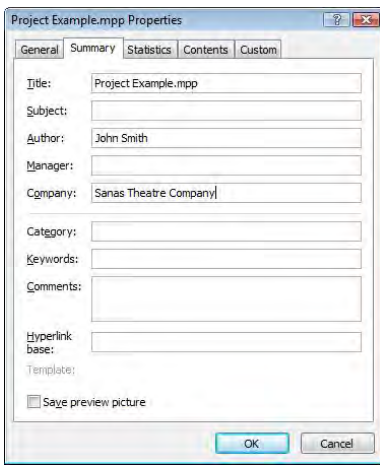 Project Example.mpp Properties
General Summary Statistics Contents Custom
Title: Project Example.mpp
Subject:
Author: John Smith
Manager:
Company: Sanas Theatre Company
Category:
Keywords:
Comments:
Hyperlink
base:
Template:
Save preview picture
OK Cancel